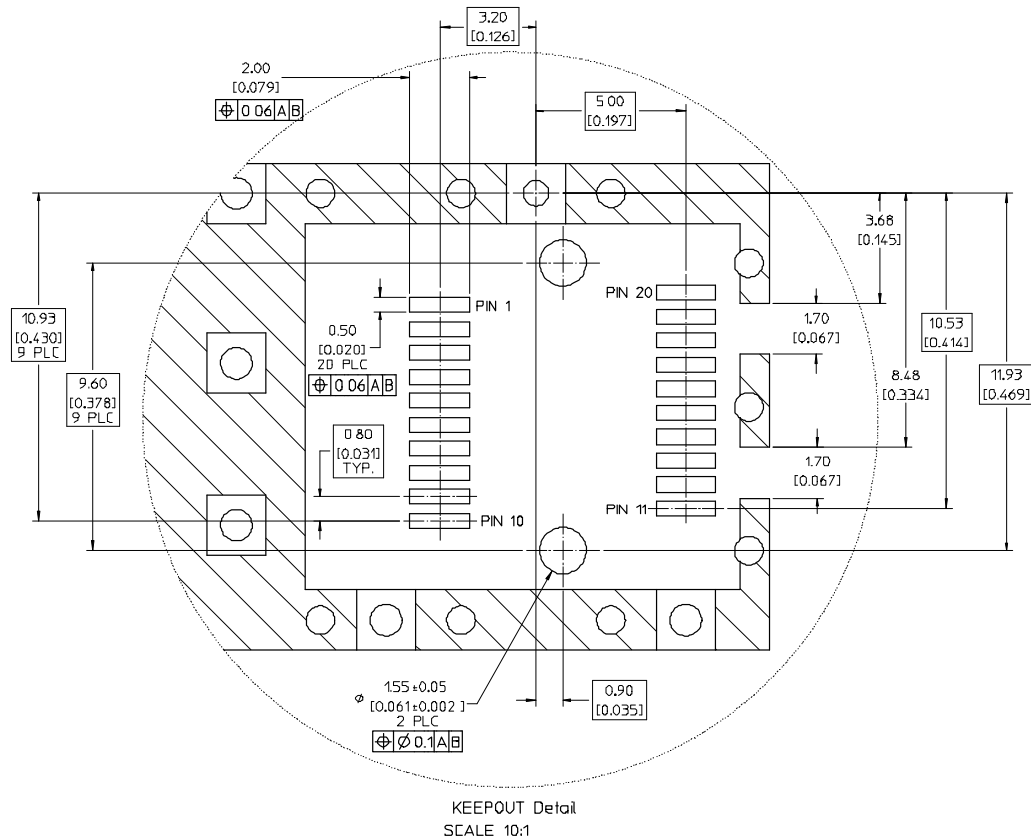 3.20
[0.126]
2.00
[0.079]
⌖ 0.06 A B
5.00
[0.197]
3.68
[0.145]
PIN 1
PIN 20
10.93
[0.430]
9 PLC
0.50
[0.020]
20 PLC
⌖ 0.06 A B
1.70
[0.067]
10.53
[0.414]
9.60
[0.378]
9 PLC
8.48
[0.334]
11.93
[0.469]
0.80
[0.031]
TYP.
1.70
[0.067]
PIN 10
PIN 11
⌀ 1.55±0.05
[0.061±0.002]
2 PLC
⌖ ⌀ 0.1 A B
0.90
[0.035]
KEEPOUT Detail
SCALE 10:1